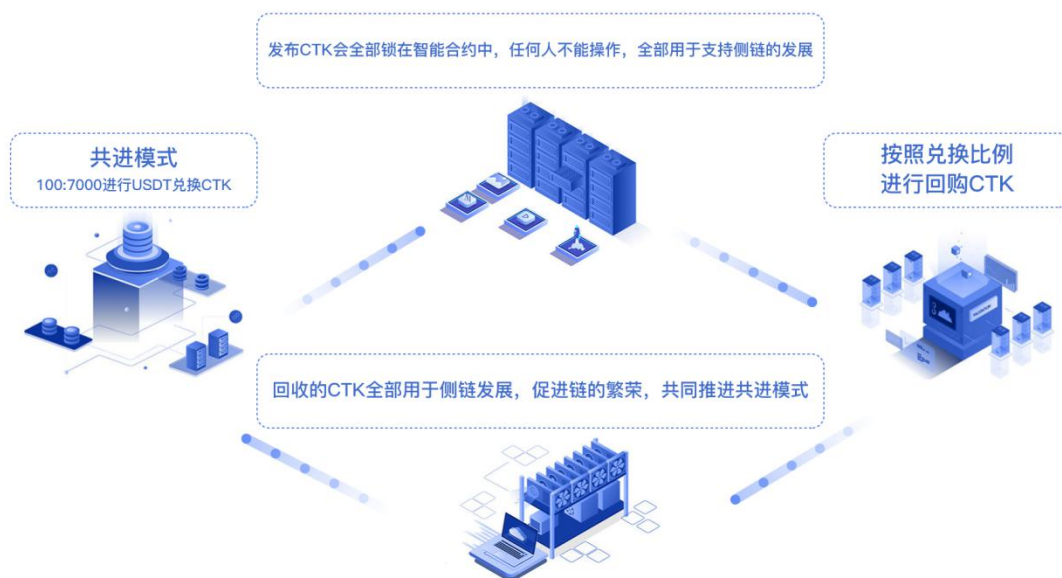 发布CTK会全部锁在智能合约中，任何人不能操作，全部用于支持侧链的发展
共进模式
100:7000进行USDT兑换CTK
按照兑换比例
进行回购CTK
回收的CTK全部用于侧链发展，促进链的繁荣，共同推进共进模式